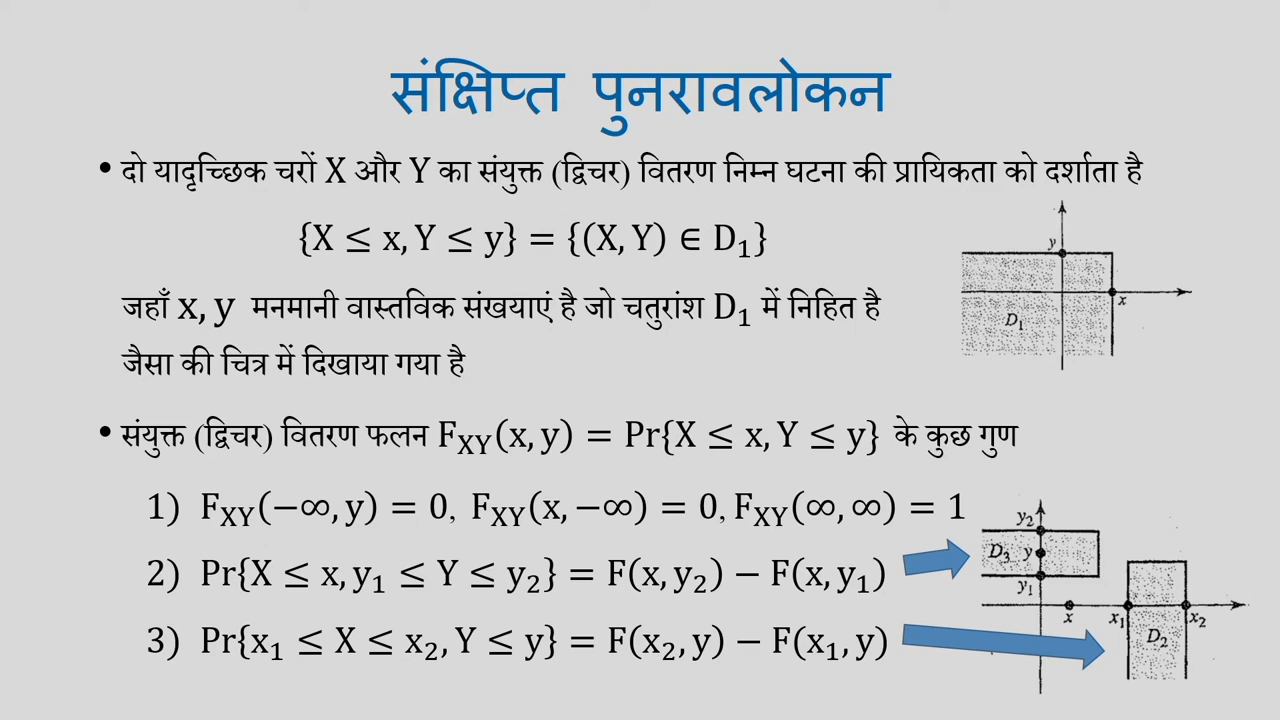 संक्षिप्त पुनरावलोकन
• दो यादृच्छिक चरों X और Y का संयुक्त (द्विचर) वितरण निम्न घटना की प्रायिकता को दर्शाता है
{X ≤ x, Y ≤ y} = {(X, Y) ∈ D₁}
जहाँ x, y मनमानी वास्तविक संखयाएं है जो चतुरांश D₁ में निहित है
जैसा की चित्र में दिखाया गया है
y
x
D₁
• संयुक्त (द्विचर) वितरण फलन F_XY(x, y) = Pr{X ≤ x, Y ≤ y} के कुछ गुण
1) F_XY(−∞, y) = 0, F_XY(x, −∞) = 0, F_XY(∞, ∞) = 1
2) Pr{X ≤ x, y₁ ≤ Y ≤ y₂} = F(x, y₂) − F(x, y₁)
3) Pr{x₁ ≤ X ≤ x₂, Y ≤ y} = F(x₂, y) − F(x₁, y)
y₂
D₃ y
y₁
x x₁ x₂
D₂